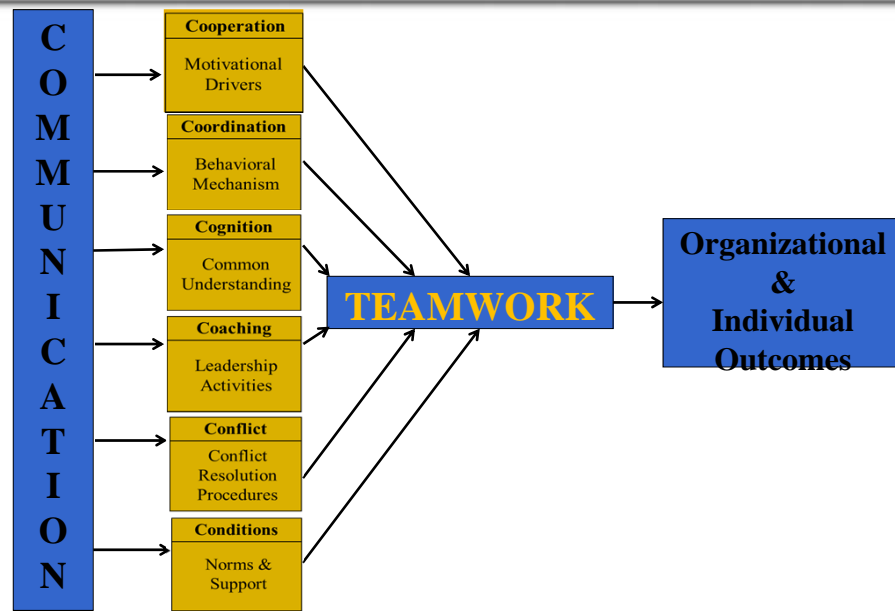 COMMUNICATION
Cooperation
Motivational
Drivers
Coordination
Behavioral
Mechanism
Cognition
Common
Understanding
Coaching
Leadership
Activities
Conflict
Conflict
Resolution
Procedures
Conditions
Norms &
Support
TEAMWORK
Organizational
&
Individual
Outcomes